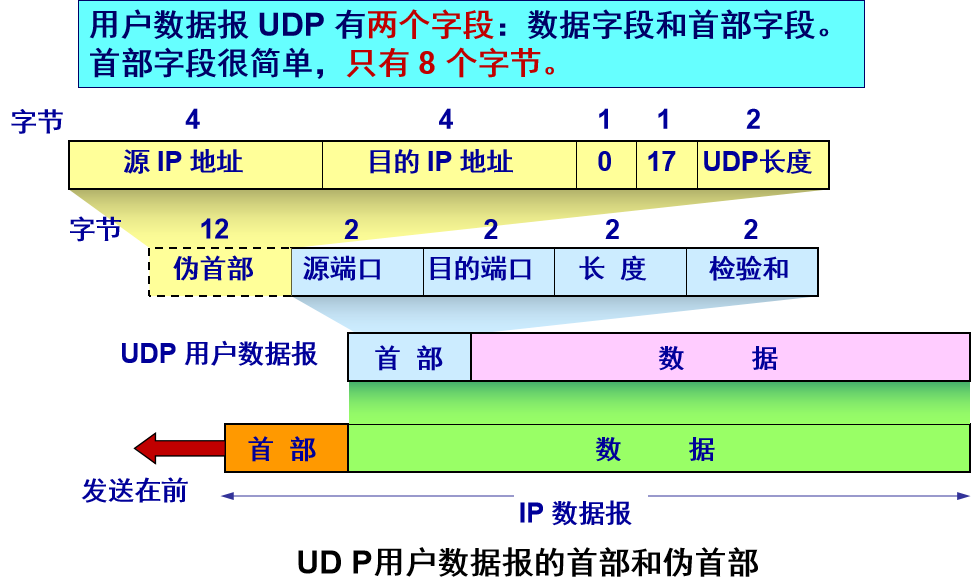 用户数据报 UDP 有两个字段：数据字段和首部字段。
首部字段很简单，只有 8 个字节。
字节 4 4 1 1 2
源 IP 地址 目的 IP 地址 0 17 UDP长度
字节 12 2 2 2 2
伪首部 源端口 目的端口 长 度 检验和
UDP 用户数据报 首 部 数 据
首 部 数 据
发送在前
IP 数据报
UD P用户数据报的首部和伪首部